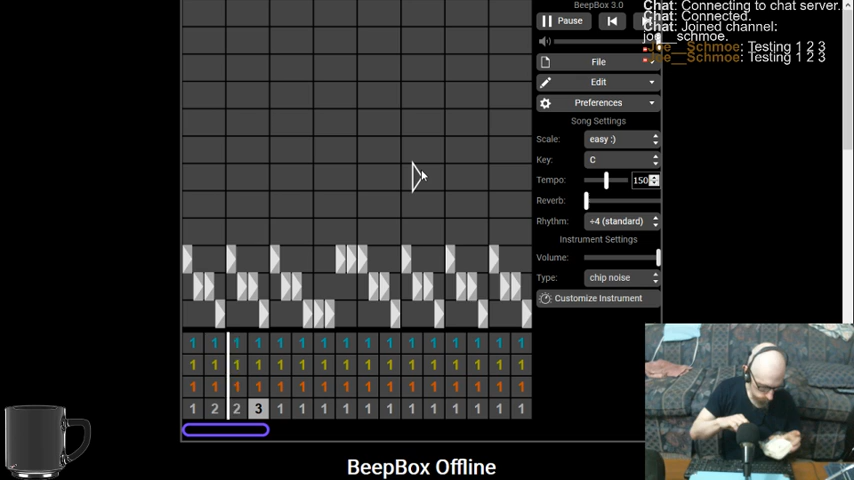 BeepBox 3.0
Pause
File
Edit
Preferences
Song Settings
Scale: easy :)
Key: C
Tempo: 150
Reverb:
Rhythm: ÷4 (standard)
Instrument Settings
Volume:
Type: chip noise
Customize Instrument
Chat: Connecting to chat server.
Chat: Connected.
Chat: Joined channel:
joe__schmoe.
Joe__Schmoe: Testing 1 2 3
Joe__Schmoe: Testing 1 2 3
1 1 1 1 1 1 1 1 1 1 1 1 1 1 1 1
1 1 1 1 1 1 1 1 1 1 1 1 1 1 1 1
1 1 1 1 1 1 1 1 1 1 1 1 1 1 1 1
1 2 2 3 1 1 1 1 1 1 1 1 1 1 1 1
BeepBox Offline